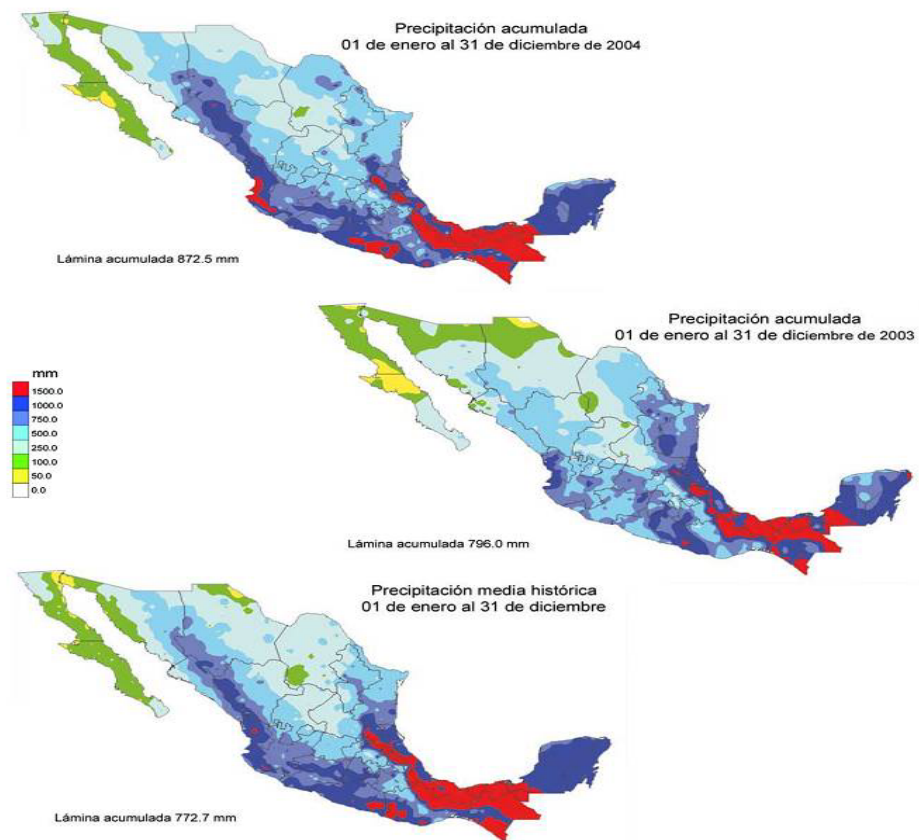 Precipitación acumulada
01 de enero al 31 de diciembre de 2004
Lámina acumulada 872.5 mm
Precipitación acumulada
01 de enero al 31 de diciembre de 2003
mm
1500.0
1000.0
750.0
500.0
250.0
100.0
50.0
0.0
Lámina acumulada 796.0 mm
Precipitación media histórica
01 de enero al 31 de diciembre
Lámina acumulada 772.7 mm